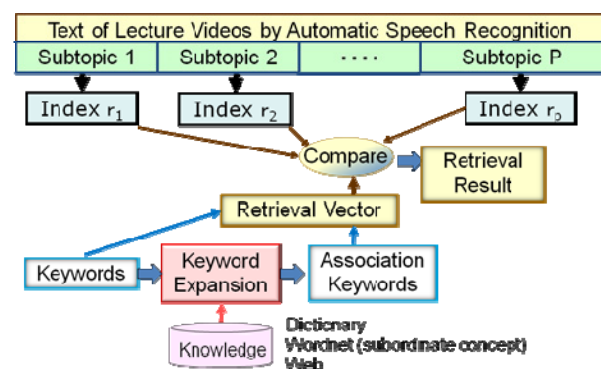 Text of Lecture Videos by Automatic Speech Recognition
Subtopic 1 Subtopic 2 ···· Subtopic P
Index r1 Index r2 Index rp
Compare
Retrieval
Result
Retrieval Vector
Keywords
Keyword
Expansion
Association
Keywords
Knowledge
Dictionary
Wordnet (subordinate concept)
Web